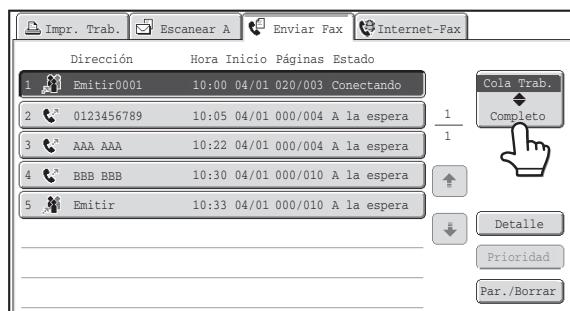 Impr. Trab. Escanear A Enviar Fax Internet-Fax
Dirección Hora Inicio Páginas Estado
1 Emitir0001 10:00 04/01 020/003 Conectando
2 0123456789 10:05 04/01 000/004 A la espera
3 AAA AAA 10:22 04/01 000/004 A la espera
4 BBB BBB 10:30 04/01 000/010 A la espera
5 Emitir 10:33 04/01 000/010 A la espera
1
1
Cola Trab.
Completo
Detalle
Prioridad
Par./Borrar